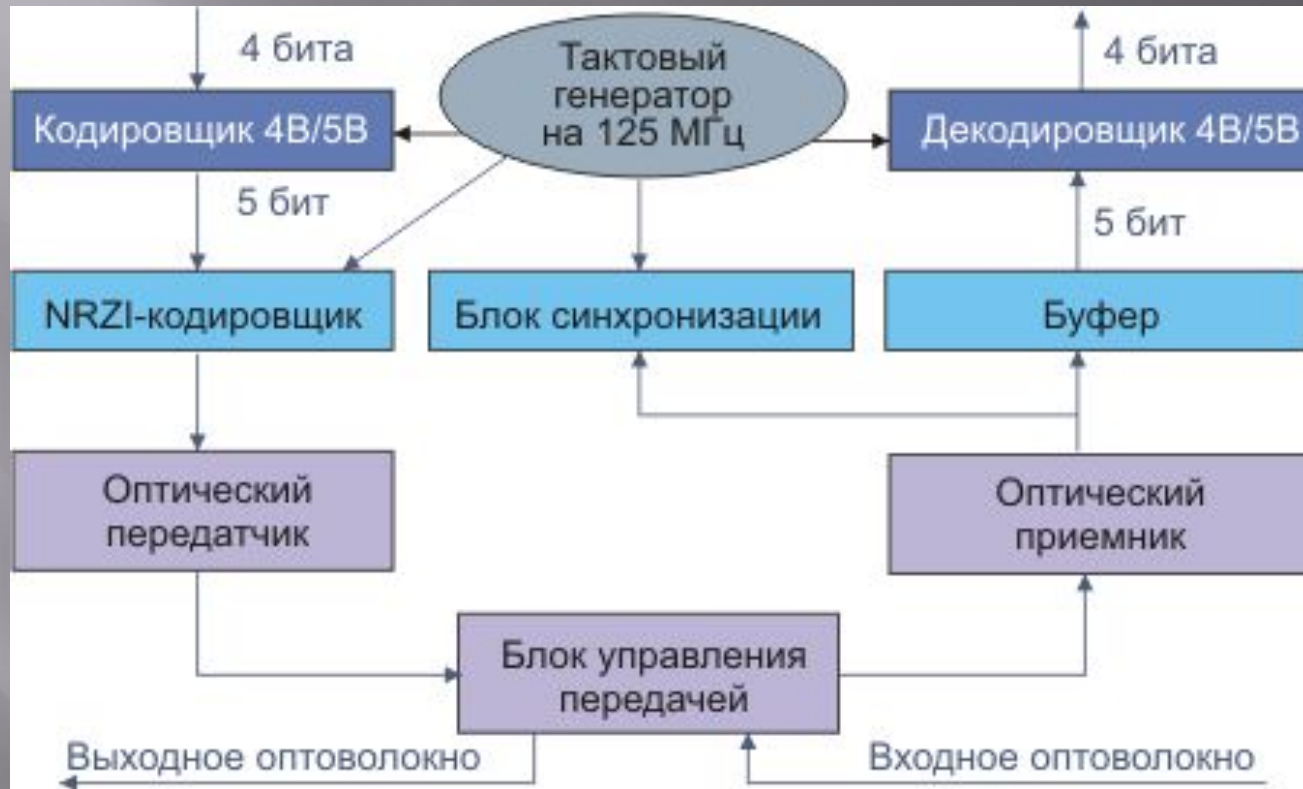 4 бита
Тактовый
генератор
на 125 МГц
4 бита
Кодировщик 4B/5B
Декодировщик 4B/5B
5 бит
5 бит
NRZI-кодировщик
Блок синхронизации
Буфер
Оптический
передатчик
Оптический
приемник
Блок управления
передачей
Выходное оптоволокно
Входное оптоволокно